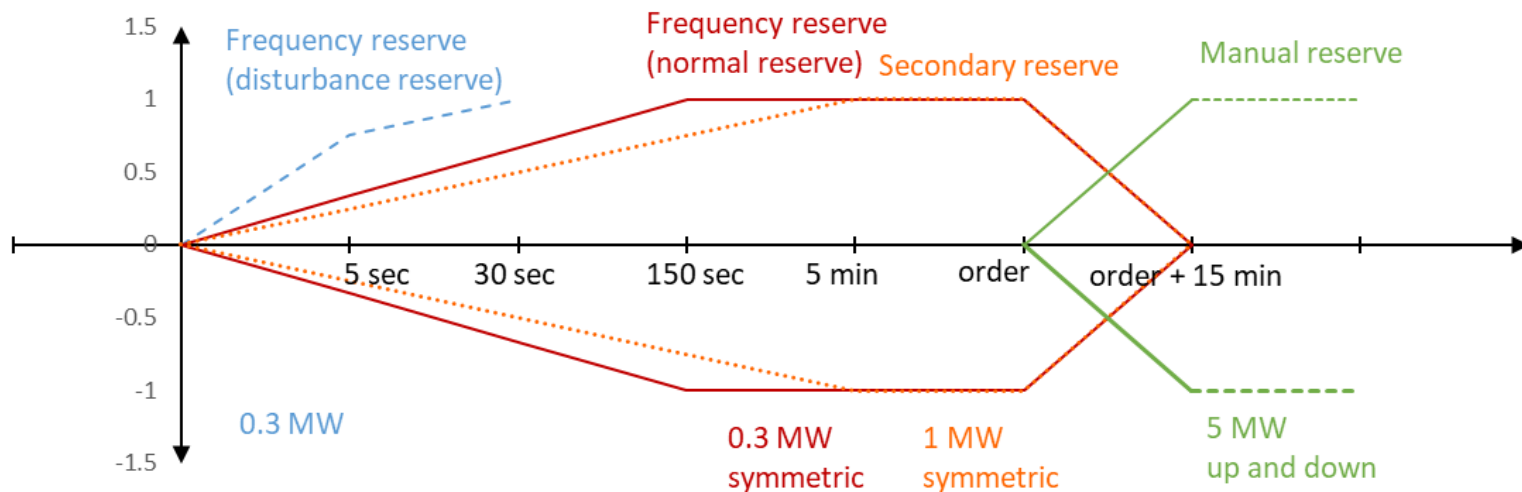 1.5
Frequency reserve
(disturbance reserve)
Frequency reserve
(normal reserve)
Secondary reserve
Manual reserve
1
0.5
0
5 sec
30 sec
150 sec
5 min
order
order + 15 min
-0.5
-1
-1.5
0.3 MW
0.3 MW
symmetric
1 MW
symmetric
5 MW
up and down